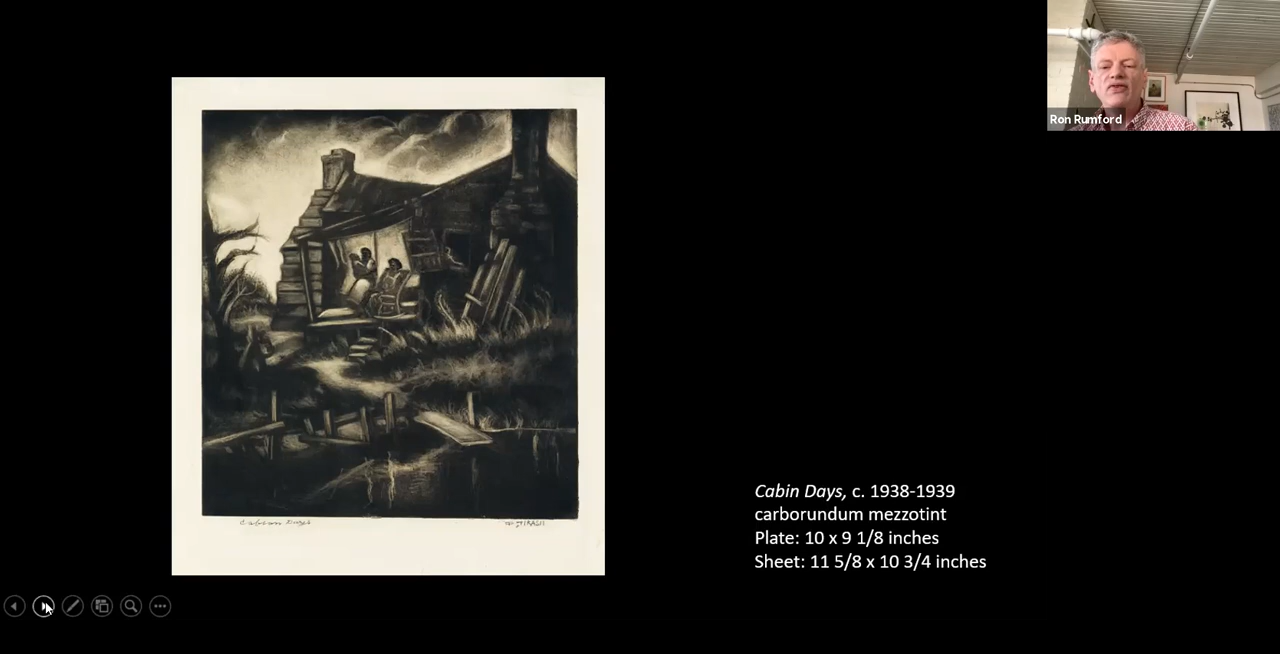 Ron Rumford
Cabin Days, c. 1938-1939
carborundum mezzotint
Plate: 10 x 9 1/8 inches
Sheet: 11 5/8 x 10 3/4 inches